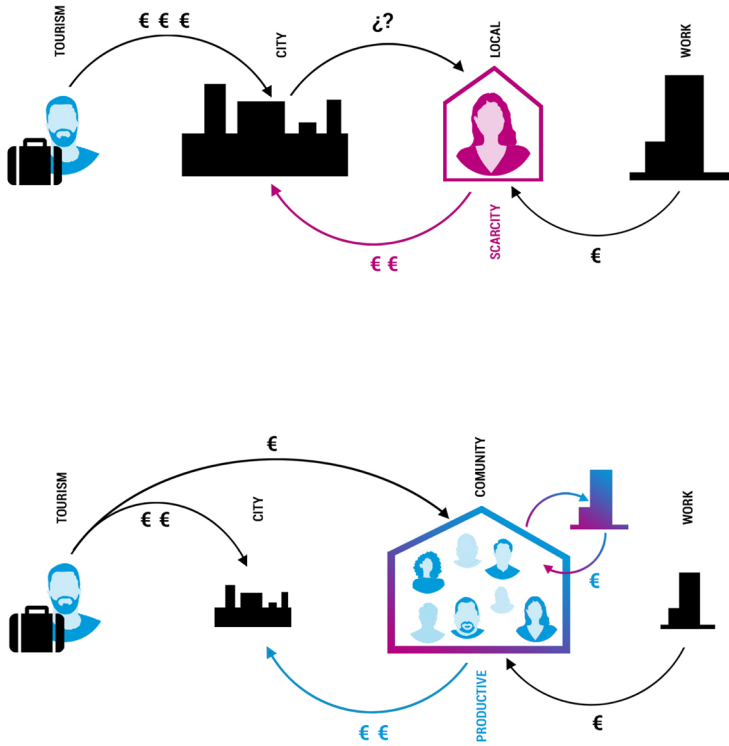 TOURISM
€ € €
CITY
¿?
LOCAL
WORK
SCARCITY
€ €
€
TOURISM
€
€ €
CITY
COMUNITY
WORK
€
€ €
PRODUCTIVE
€